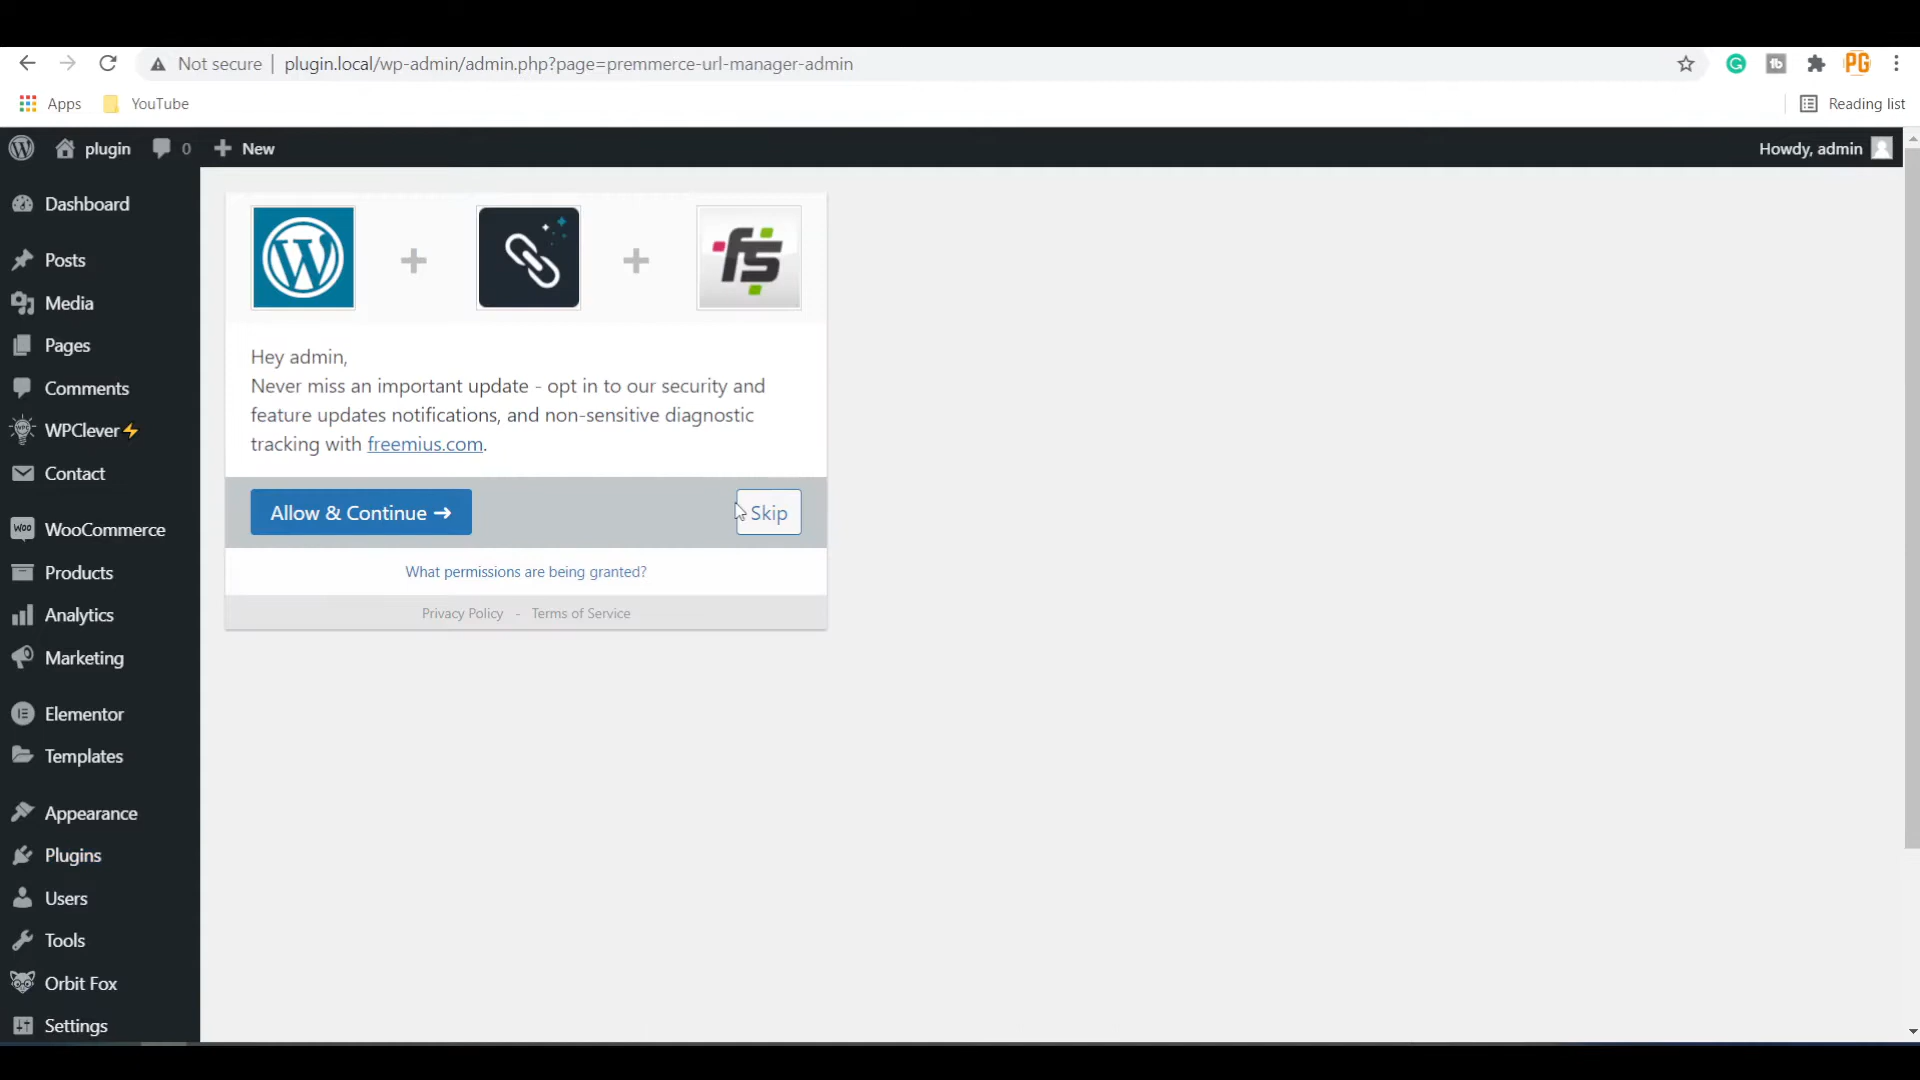 Not secure | plugin.local/wp-admin/admin.php?page=premmerce-url-manager-admin
Apps YouTube Reading list
plugin 0 New Howdy, admin
Dashboard
Posts
Media
Pages
Comments
WPClever
Contact
WooCommerce
Products
Analytics
Marketing
Elementor
Templates
Appearance
Plugins
Users
Tools
Orbit Fox
Settings
Hey admin,
Never miss an important update - opt in to our security and
feature updates notifications, and non-sensitive diagnostic
tracking with freemius.com.
Allow & Continue → Skip
What permissions are being granted?
Privacy Policy - Terms of Service
fs
PG
Woo